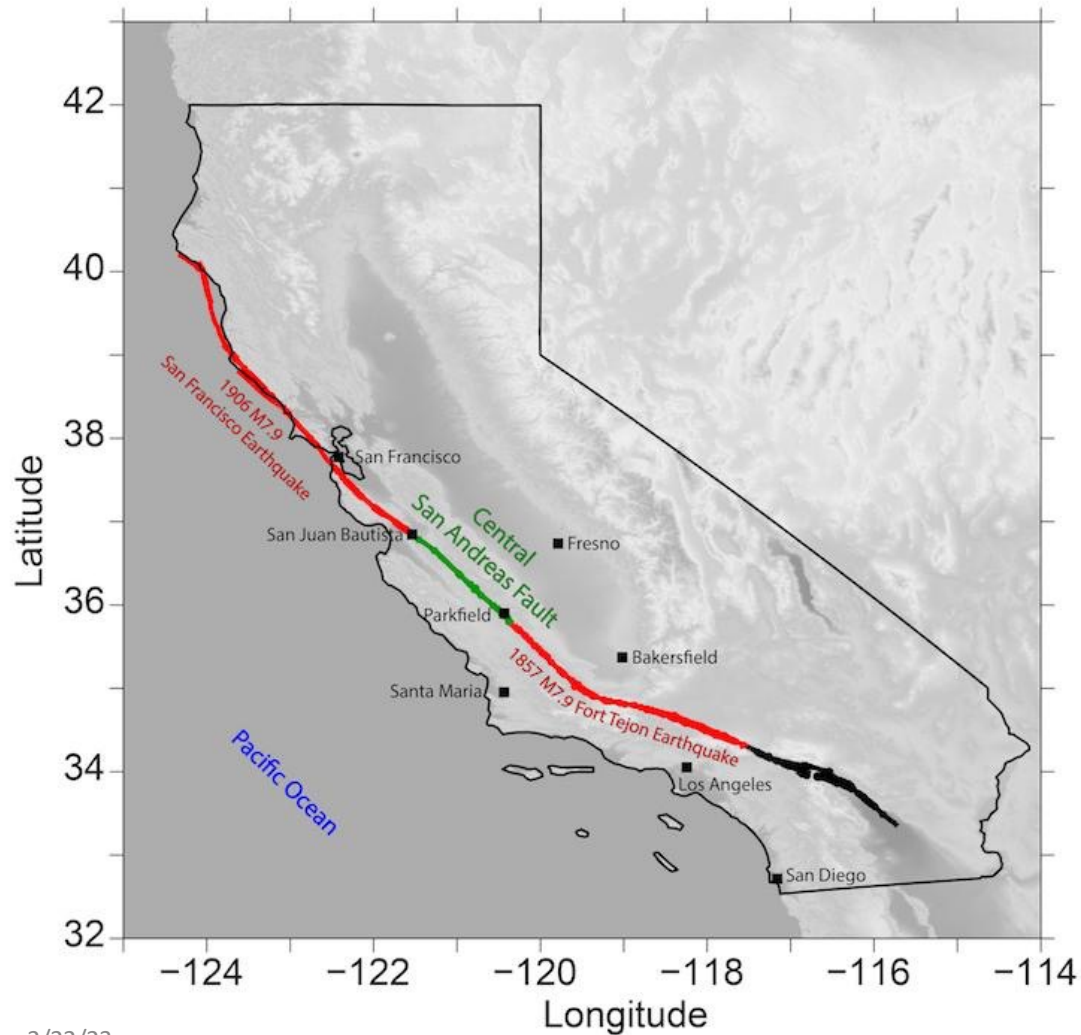 42
40
38
36
34
32
Latitude
1906 M7.9
San Francisco Earthquake
San Francisco
San Juan Bautista
Central
San Andreas Fault
Fresno
Parkfield
Bakersfield
1857 M7.9 Fort Tejon Earthquake
Santa Maria
Pacific Ocean
Los Angeles
San Diego
−124 −122 −120 −118 −116 −114
Longitude